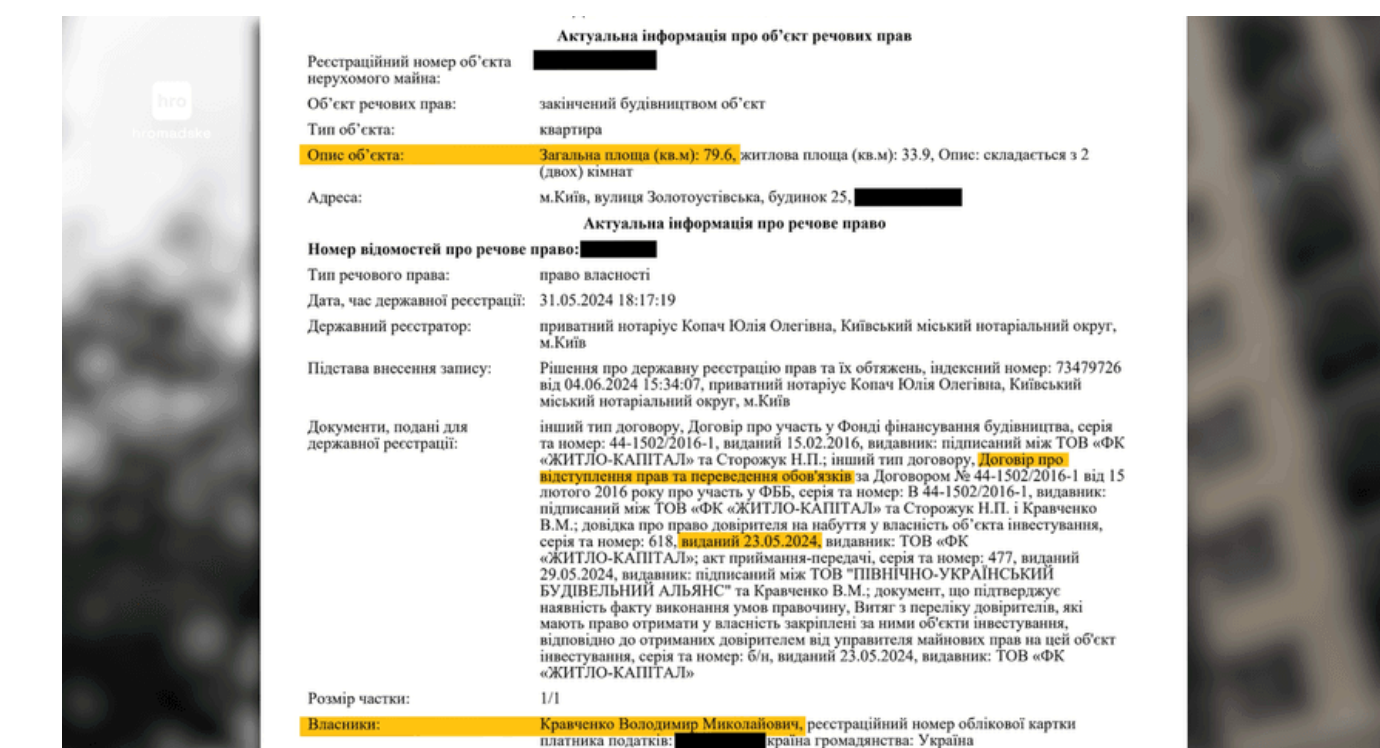 hro
hromadske
Актуальна інформація про об’єкт речових прав
Реєстраційний номер об’єкта
нерухомого майна:
Об’єкт речових прав: закінчений будівництвом об’єкт
Тип об’єкта: квартира
Опис об’єкта: Загальна площа (кв.м): 79.6, житлова площа (кв.м): 33.9, Опис: складається з 2
(двох) кімнат
Адреса: м.Київ, вулиця Золотоустівська, будинок 25,
Актуальна інформація про речове право
Номер відомостей про речове право:
Тип речового права: право власності
Дата, час державної реєстрації: 31.05.2024 18:17:19
Державний реєстратор: приватний нотаріус Копач Юлія Олегівна, Київський міський нотаріальний округ,
м.Київ
Підстава внесення запису: Рішення про державну реєстрацію прав та їх обтяжень, індексний номер: 73479726
від 04.06.2024 15:34:07, приватний нотаріус Копач Юлія Олегівна, Київський
міський нотаріальний округ, м.Київ
Документи, подані для інший тип договору, Договір про участь у Фонді фінансування будівництва, серія
державної реєстрації: та номер: 44-1502/2016-1, виданий 15.02.2016, видавник: підписаний між ТОВ «ФК
«ЖИТЛО-КАПІТАЛ» та Сторожук Н.П.; інший тип договору, Договір про
відступлення прав та переведення обов'язків за Договором № 44-1502/2016-1 від 15
лютого 2016 року про участь у ФББ, серія та номер: В 44-1502/2016-1, видавник:
підписаний між ТОВ «ФК «ЖИТЛО-КАПІТАЛ» та Сторожук Н.П. і Кравченко
В.М.; довідка про право довірителя на набуття у власність об’єкта інвестування,
серія та номер: 618, виданий 23.05.2024, видавник: ТОВ «ФК
«ЖИТЛО-КАПІТАЛ»; акт приймання-передачі, серія та номер: 477, виданий
29.05.2024, видавник: підписаний між ТОВ "ПІВНІЧНО-УКРАЇНСЬКИЙ
БУДІВЕЛЬНИЙ АЛЬЯНС" та Кравченко В.М.; документ, що підтверджує
наявність факту виконання умов правочину, Витяг з переліку довірителів, які
мають право отримати у власність закріплені за ними об'єкти інвестування,
відповідно до отриманих довірителем від управителя майнових прав на цей об'єкт
інвестування, серія та номер: б/н, виданий 23.05.2024, видавник: ТОВ «ФК
«ЖИТЛО-КАПІТАЛ»
Розмір частки: 1/1
Власники: Кравченко Володимир Миколайович, реєстраційний номер облікової картки
платника податків: країна громадянства: Україна